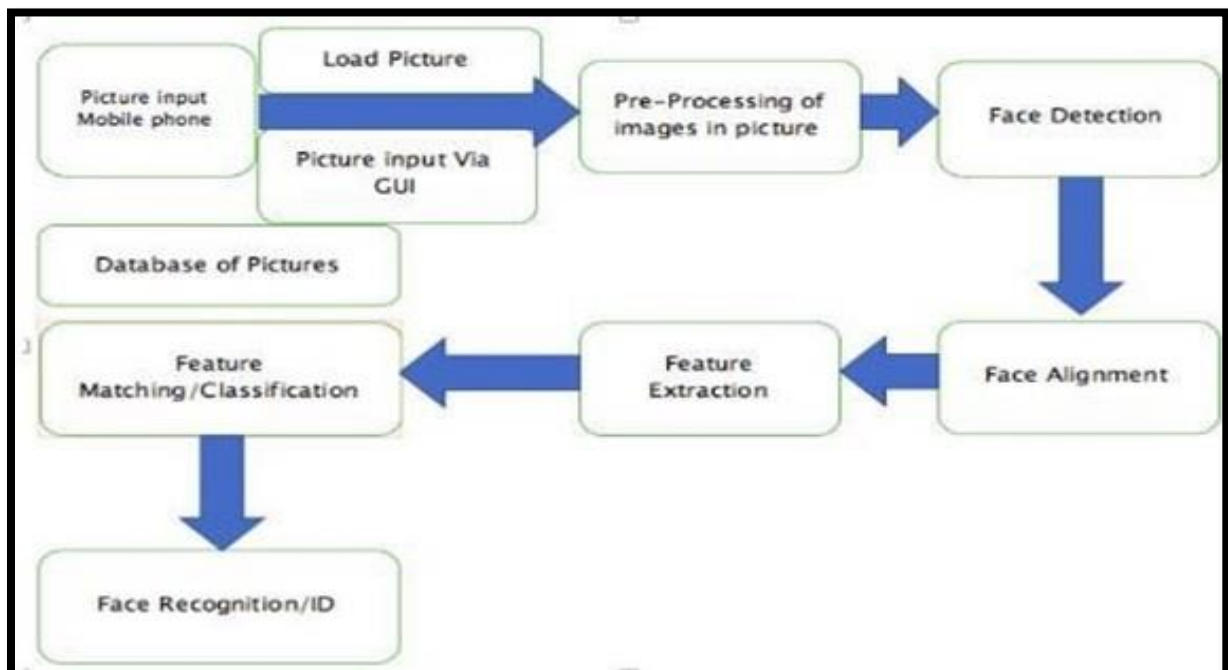 Picture input
Mobile phone
Load Picture
Picture input Via
GUI
Pre-Processing of
images in picture
Face Detection
Database of Pictures
Feature
Matching/Classification
Feature
Extraction
Face Alignment
Face Recognition/ID